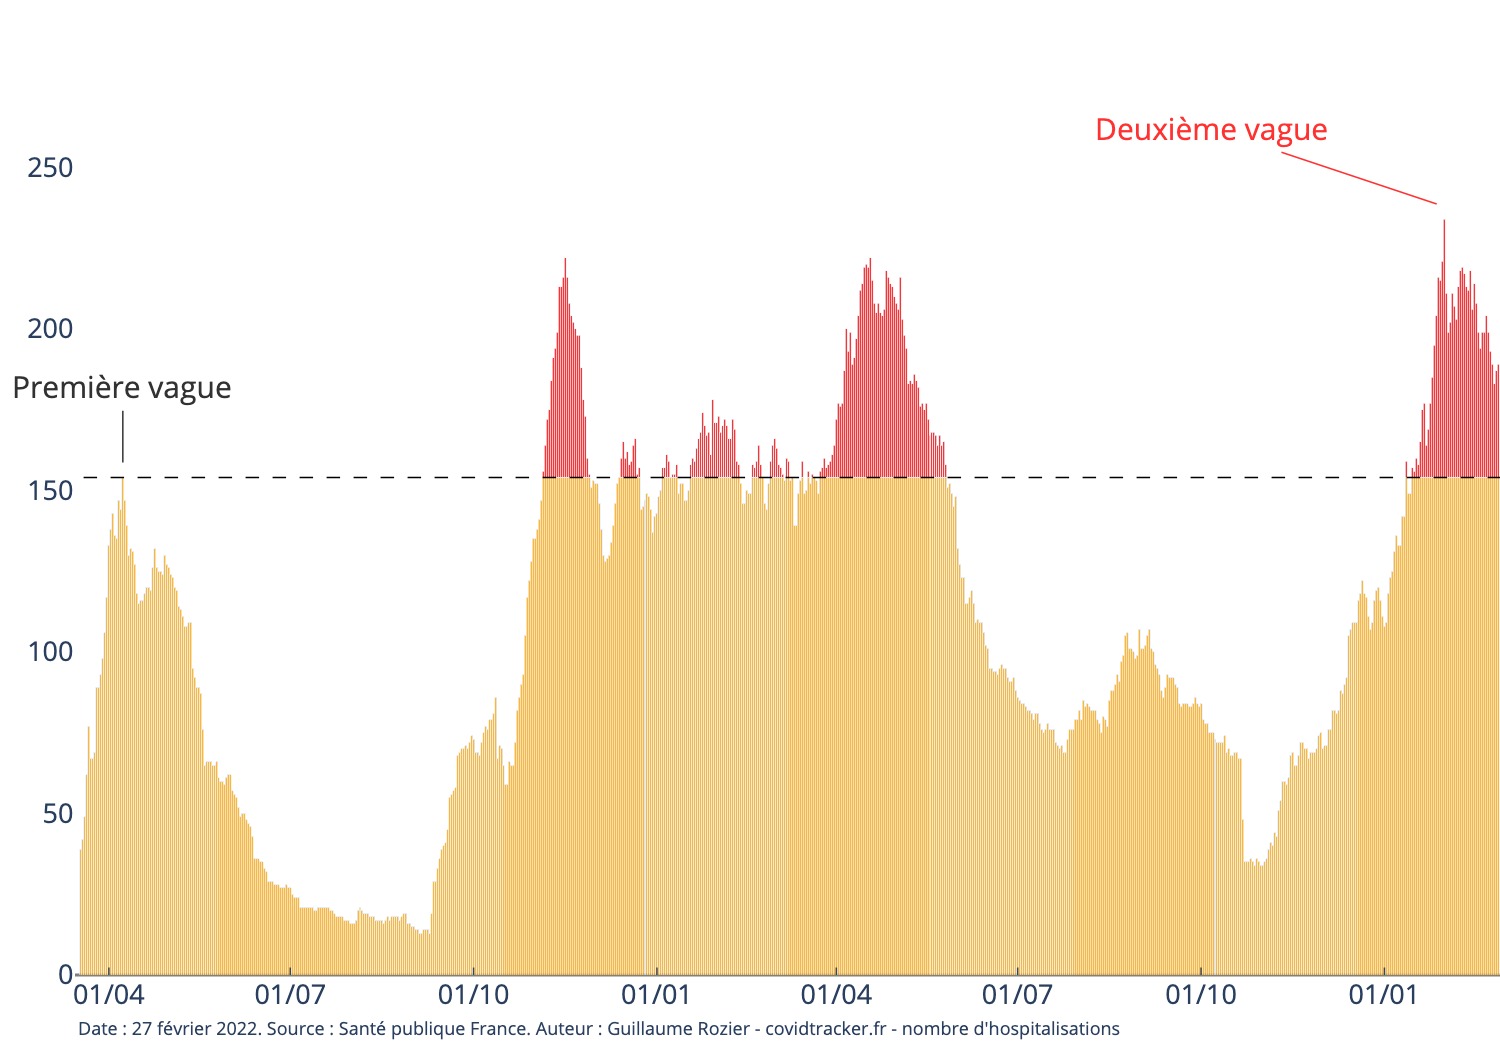 Deuxième vague
250
200
Première vague
150
100
50
0
01/04 01/07 01/10 01/01 01/04 01/07 01/10 01/01
Date : 27 février 2022. Source : Santé publique France. Auteur : Guillaume Rozier - covidtracker.fr - nombre d'hospitalisations